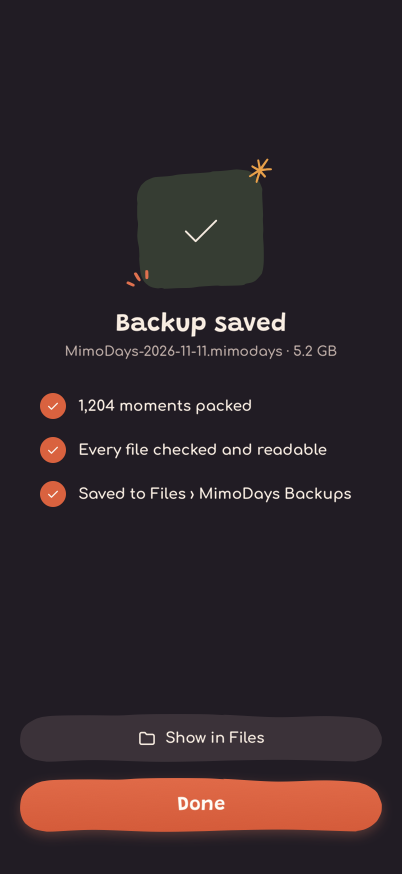 Backup saved
MimoDays-2026-11-11.mimodays · 5.2 GB
1,204 moments packed
Every file checked and readable
Saved to Files › MimoDays Backups
Show in Files
Done